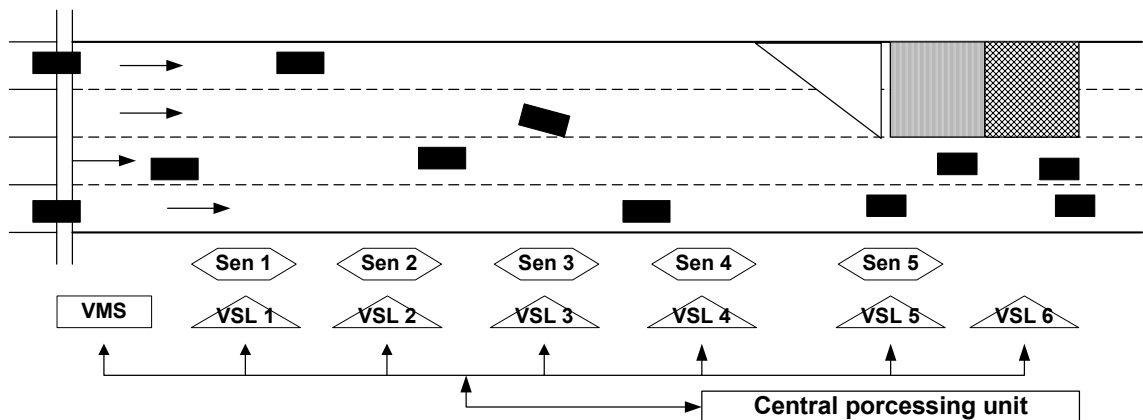 Sen 1 Sen 2 Sen 3 Sen 4 Sen 5
VMS VSL 1 VSL 2 VSL 3 VSL 4 VSL 5 VSL 6
Central porcessing unit